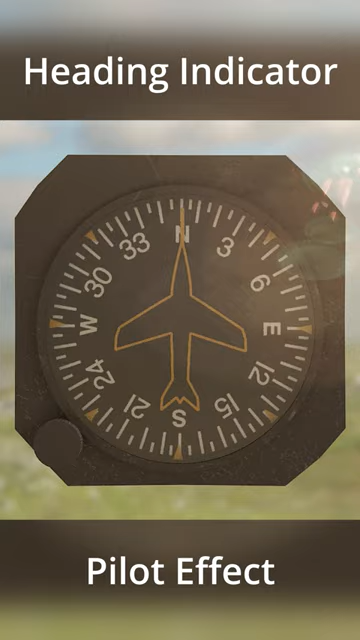 Heading Indicator
N
3
6
E
12
15
S
21
24
W
30
33
Pilot Effect